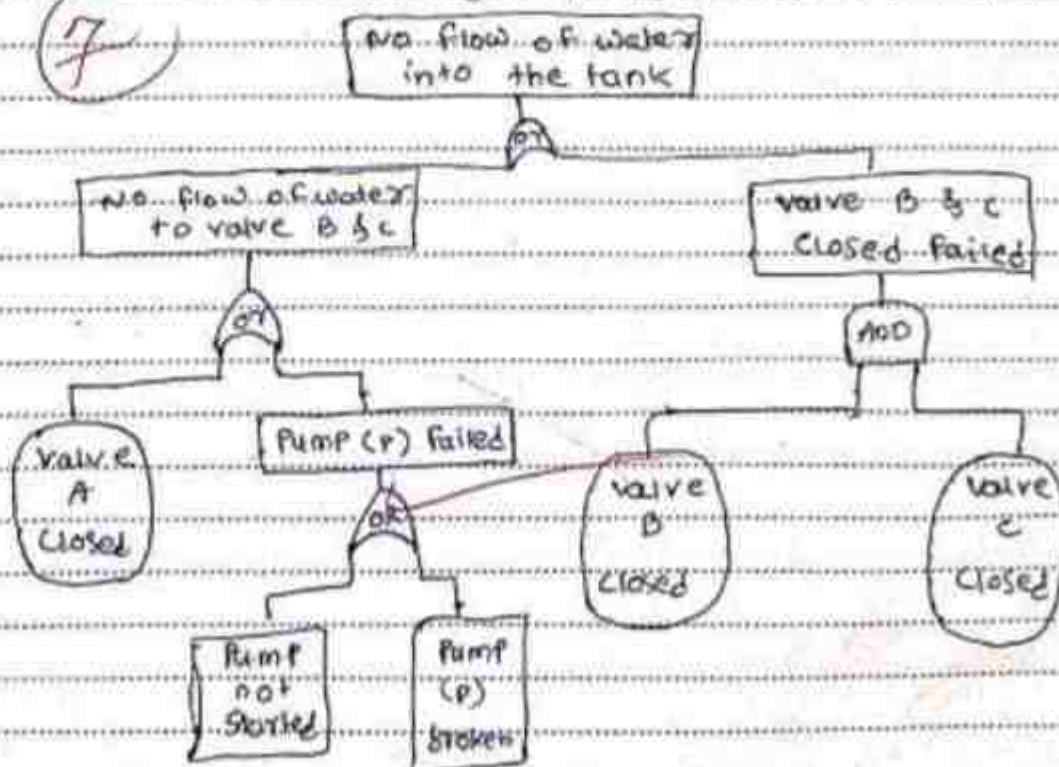 7
No flow of water
into the tank
or
No flow of water
to valve B & C
valve B & C
closed failed
or
AND
valve
A
closed
Pump (P) failed
valve
B
closed
valve
C
closed
OR
Pump
not
started
Pump
(P)
broken